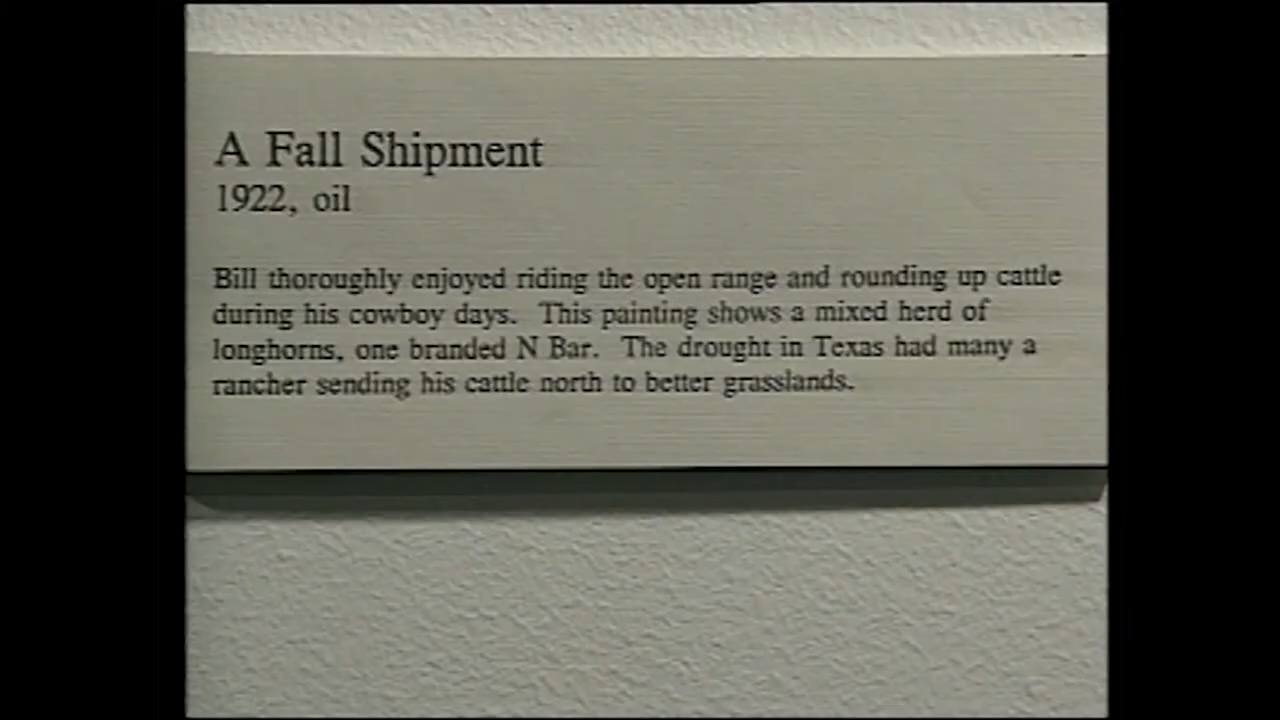 A Fall Shipment
1922, oil
Bill thoroughly enjoyed riding the open range and rounding up cattle
during his cowboy days.  This painting shows a mixed herd of
longhorns, one branded N Bar.  The drought in Texas had many a
rancher sending his cattle north to better grasslands.